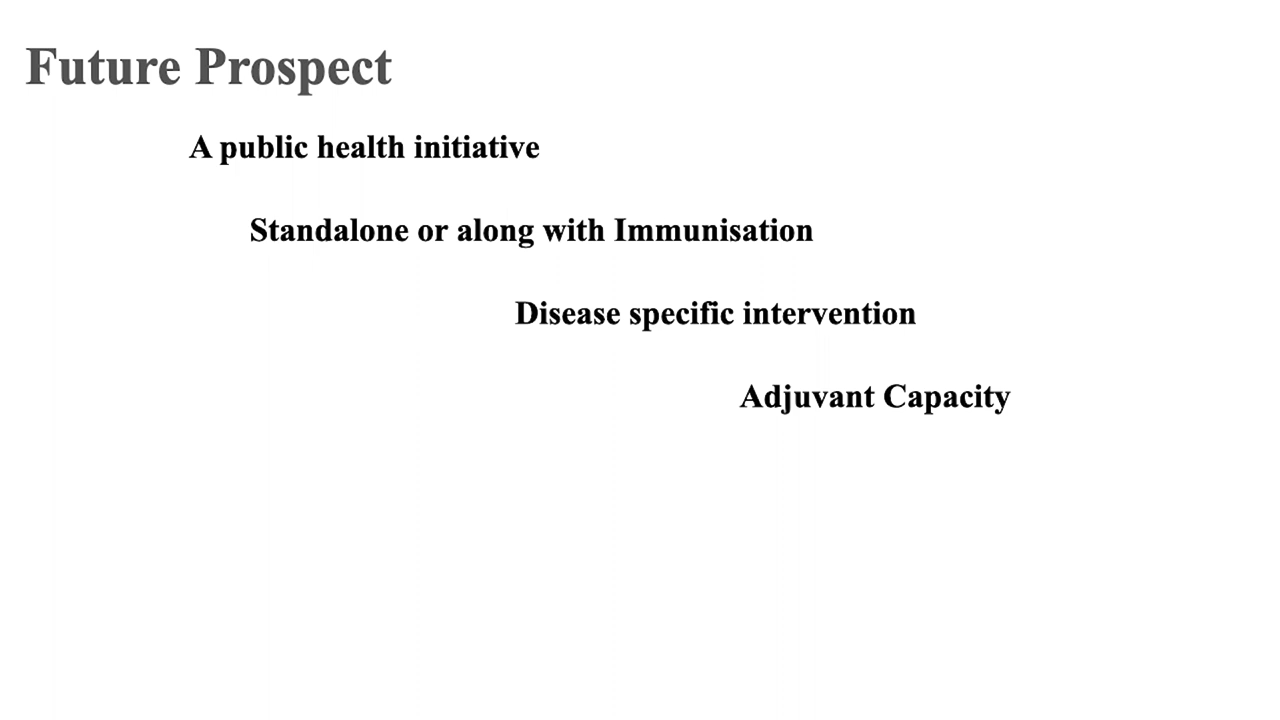 Future Prospect
A public health initiative
Standalone or along with Immunisation
Disease specific intervention
Adjuvant Capacity